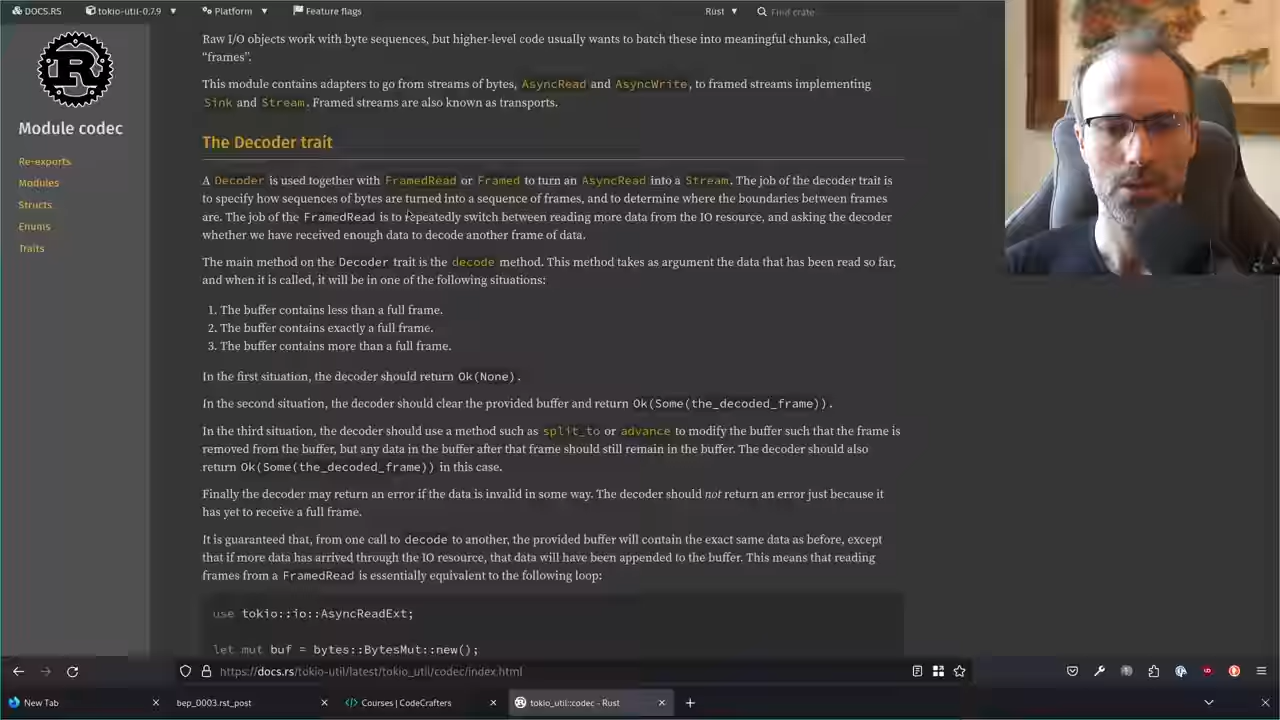 DOCS.RS tokio-util-0.7.9 Platform Feature flags Rust Find crate
Raw I/O objects work with byte sequences, but higher-level code usually wants to batch these into meaningful chunks, called
“frames”.
This module contains adapters to go from streams of bytes, AsyncRead and AsyncWrite, to framed streams implementing
Sink and Stream. Framed streams are also known as transports.
Module codec
Re-exports
Modules
Structs
Enums
Traits
The Decoder trait
A Decoder is used together with FramedRead or Framed to turn an AsyncRead into a Stream. The job of the decoder trait is
to specify how sequences of bytes are turned into a sequence of frames, and to determine where the boundaries between frames
are. The job of the FramedRead is to repeatedly switch between reading more data from the IO resource, and asking the decoder
whether we have received enough data to decode another frame of data.
The main method on the Decoder trait is the decode method. This method takes as argument the data that has been read so far,
and when it is called, it will be in one of the following situations:
1. The buffer contains less than a full frame.
2. The buffer contains exactly a full frame.
3. The buffer contains more than a full frame.
In the first situation, the decoder should return Ok(None).
In the second situation, the decoder should clear the provided buffer and return Ok(Some(the_decoded_frame)).
In the third situation, the decoder should use a method such as split_to or advance to modify the buffer such that the frame is
removed from the buffer, but any data in the buffer after that frame should still remain in the buffer. The decoder should also
return Ok(Some(the_decoded_frame)) in this case.
Finally the decoder may return an error if the data is invalid in some way. The decoder should not return an error just because it
has yet to receive a full frame.
It is guaranteed that, from one call to decode to another, the provided buffer will contain the exact same data as before, except
that if more data has arrived through the IO resource, that data will have been appended to the buffer. This means that reading
frames from a FramedRead is essentially equivalent to the following loop:
use tokio::io::AsyncReadExt;
let mut buf = bytes::BytesMut::new();
https://docs.rs/tokio-util/latest/tokio_util/codec/index.html
New Tab bep_0003.rst_post Courses | CodeCrafters tokio_util::codec - Rust